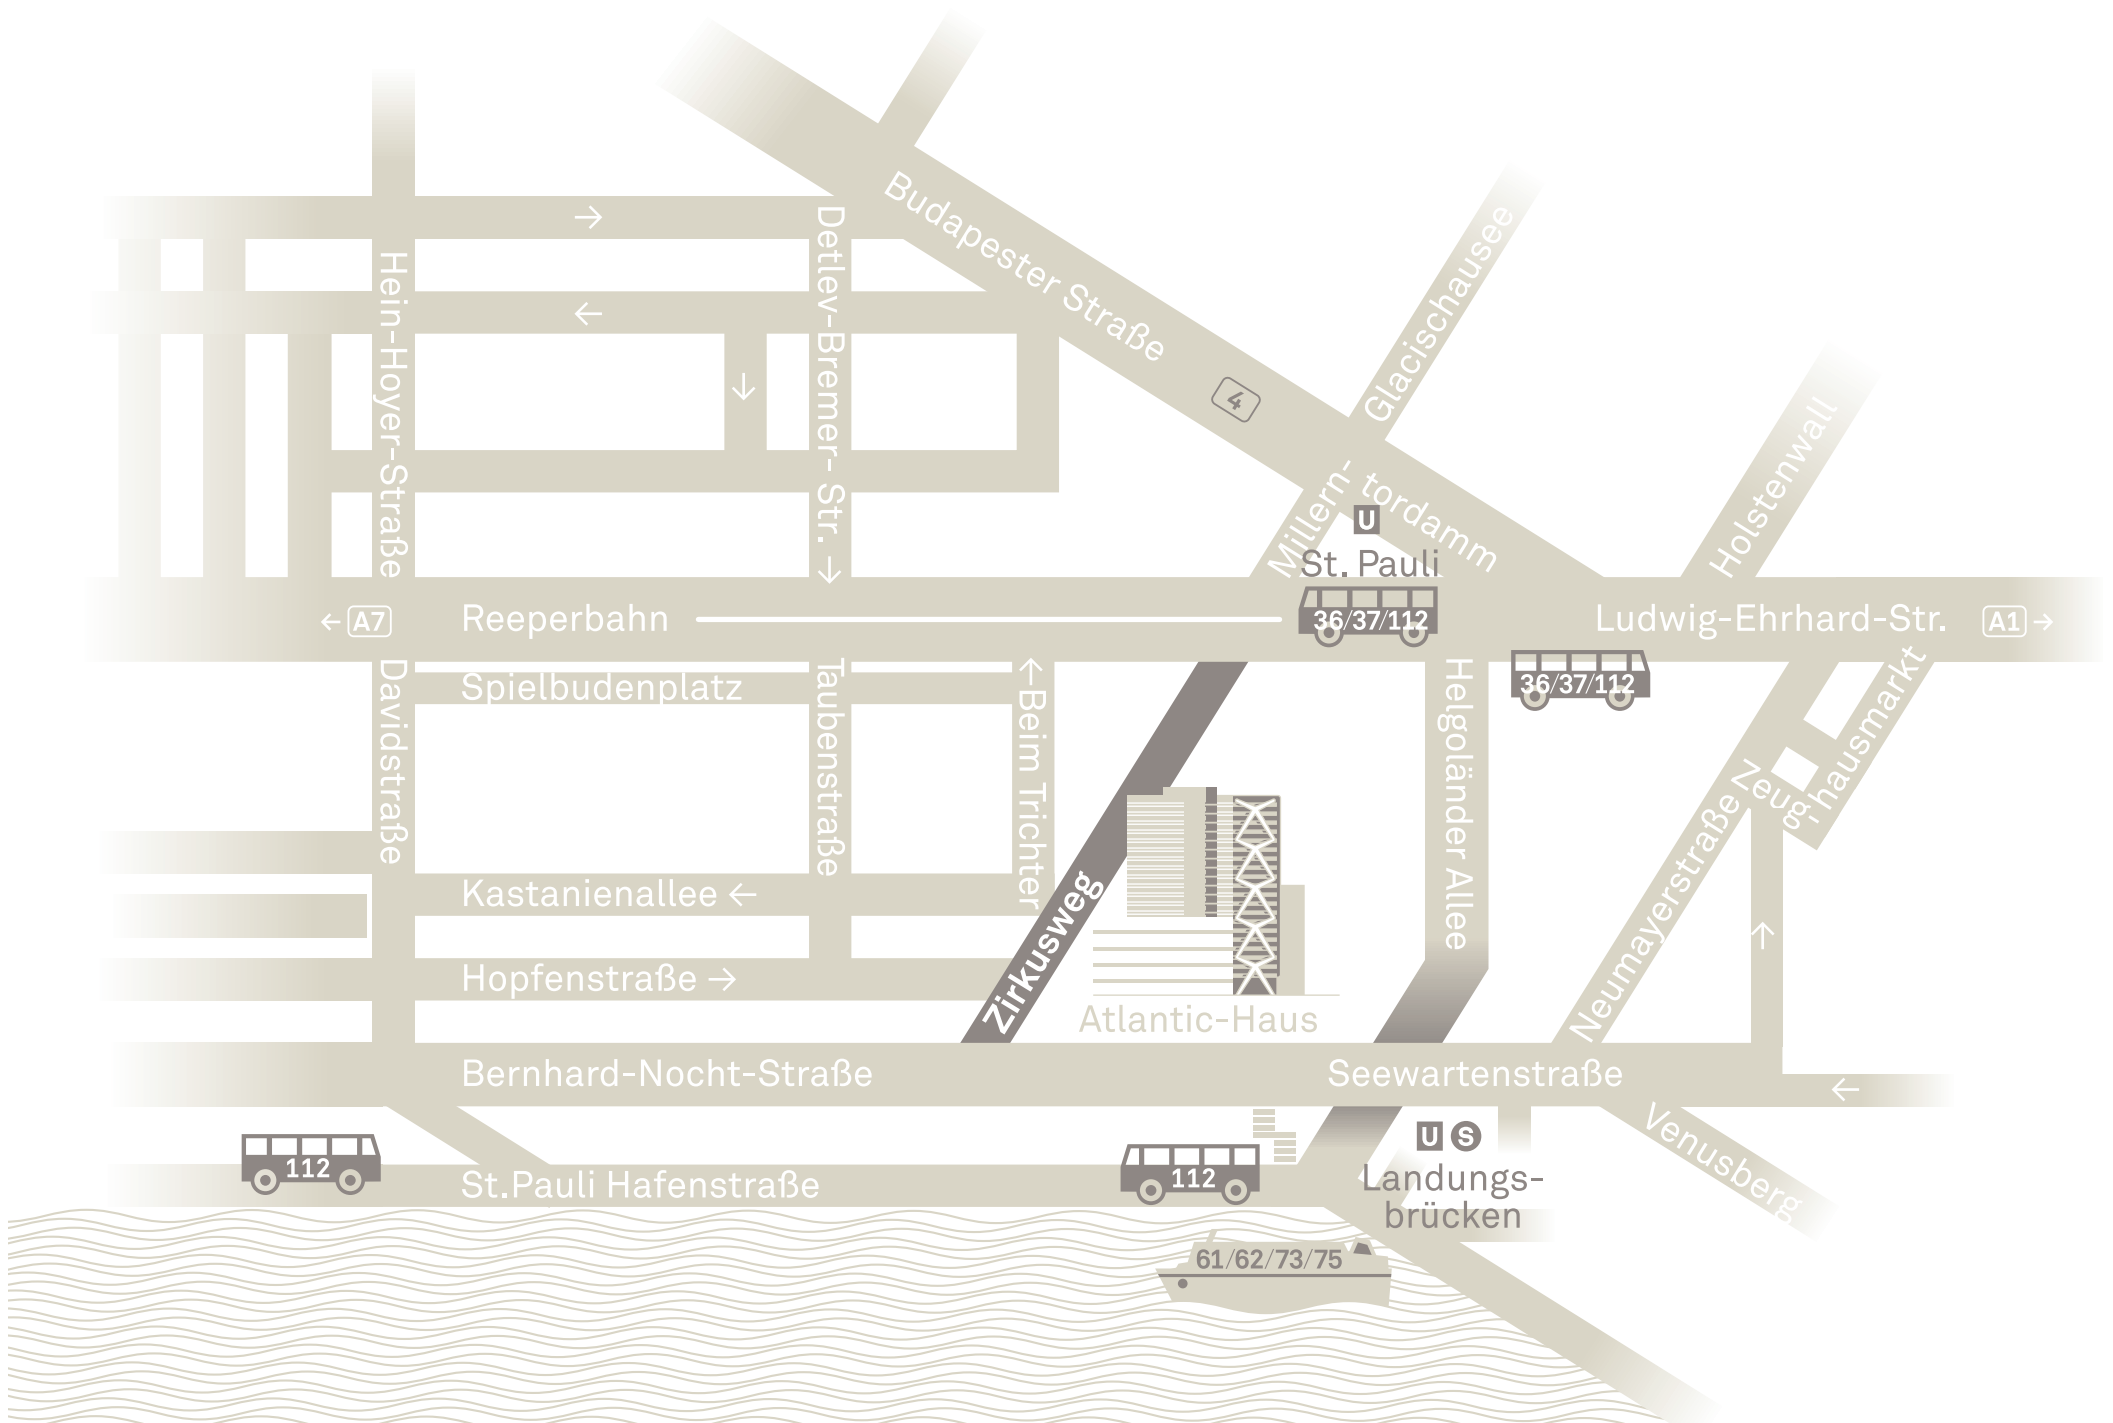 Budapester Straße
4
Glacischausee
Holstenwall
Hein-Hoyer-Straße
Detlev-Bremer- Str. →
→
←
→
Millern-
tordamm
U
St. Pauli
36/37/112
← A7
Reeperbahn
Ludwig-Ehrhard-Str.
A1 →
36/37/112
Spielbudenplatz
Davidstraße
Taubenstraße
←Beim Trichter
Helgoländer Allee
Neug-
hausmarkt
Neumayerstraße
Zirkusweg
Kastanienallee ←
Hopfenstraße →
↑
Atlantic-Haus
Bernhard-Nocht-Straße
Seewartenstraße
←
Venusberg
112
St.Pauli Hafenstraße
112
U S
Landungs-
brücken
61/62/73/75